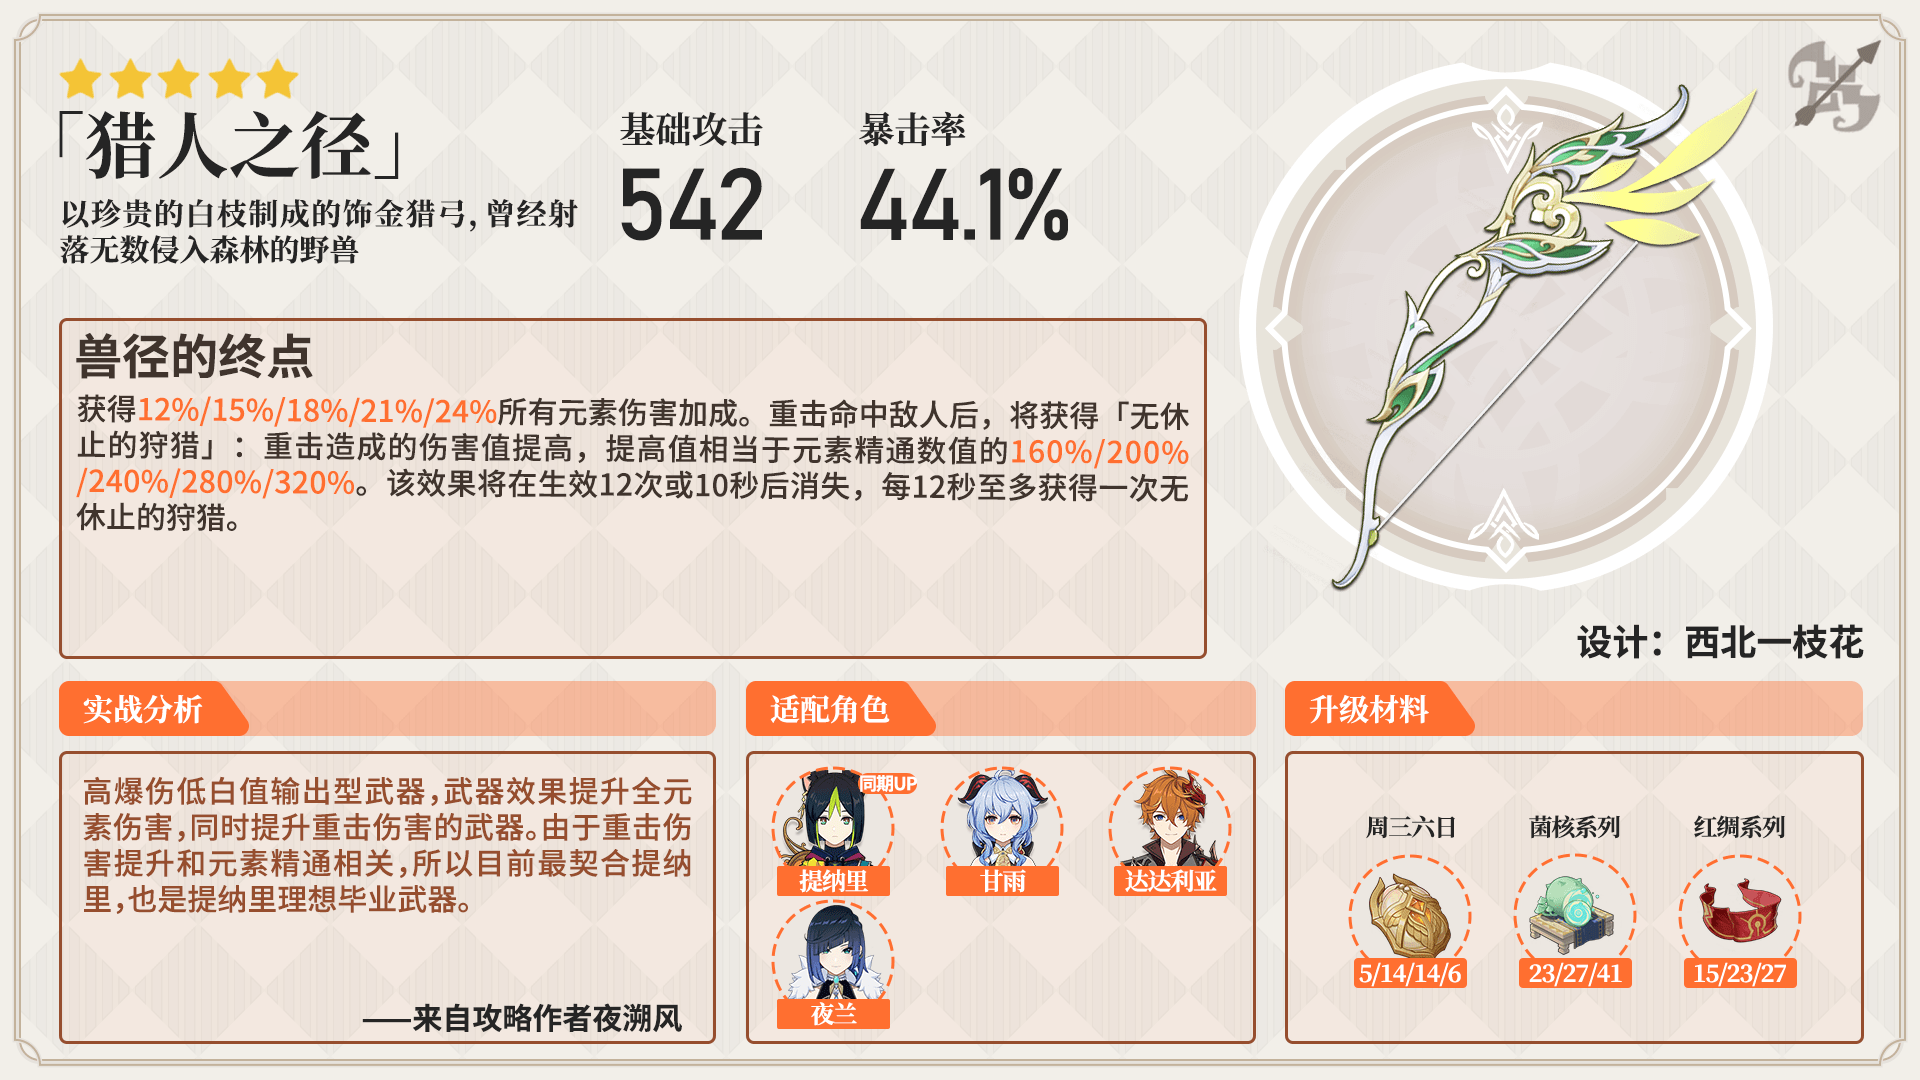 「猎人之径」
以珍贵的白枝制成的饰金猎弓，曾经射
落无数侵入森林的野兽
基础攻击
542
暴击率
44.1%
兽径的终点
获得12%/15%/18%/21%/24%所有元素伤害加成。重击命中敌人后，将获得「无休
止的狩猎」：重击造成的伤害值提高，提高值相当于元素精通数值的160%/200%
/240%/280%/320%。该效果将在生效12次或10秒后消失，每12秒至多获得一次无
休止的狩猎。
设计：西北一枝花
实战分析
高爆伤低白值输出型武器，武器效果提升全元
素伤害，同时提升重击伤害的武器。由于重击伤
害提升和元素精通相关，所以目前最契合提纳
里，也是提纳里理想毕业武器。
——来自攻略作者夜溯风
适配角色
同期UP
提纳里
甘雨
达达利亚
夜兰
升级材料
周三六日
菌核系列
红绸系列
5/14/14/6
23/27/41
15/23/27